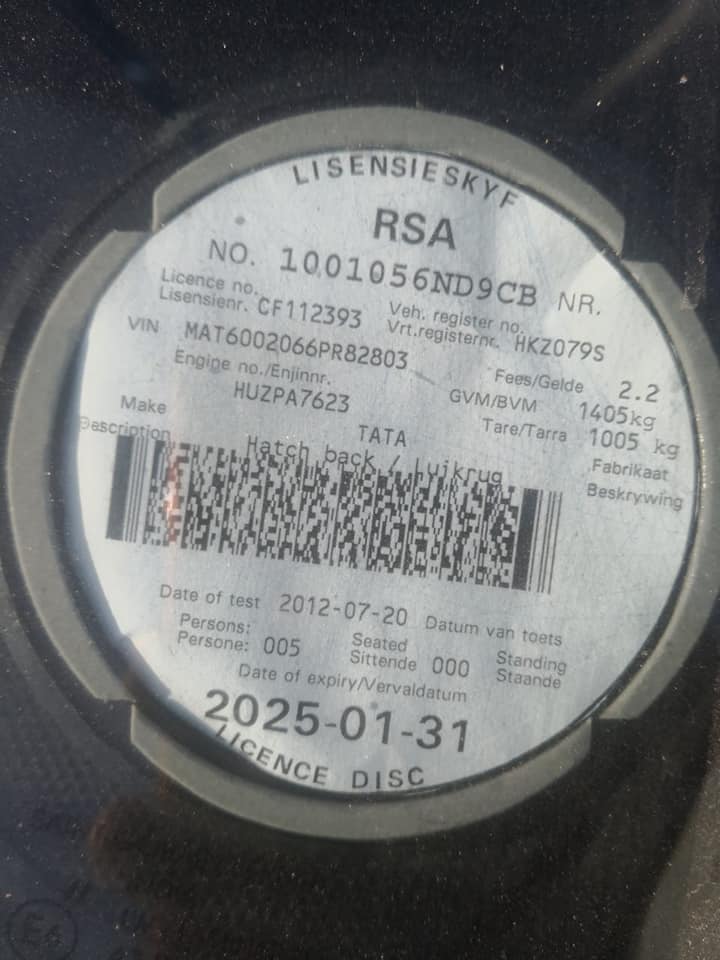 LISENSIESKYF
RSA
NO. 1001056ND9CB NR.
Licence no. Veh. register no.
Lisensienr. CF112393 Vrt.registernr. HKZ079S
VIN MAT6002066PR82803 Fees/Gelde 2.2
Engine no./Enjinnr. GVM/BVM 1405kg
HUZPA7623 Tare/Tarra 1005 kg
Make TATA Fabrikaat
Description Hatch back / Luikrug Beskrywing
Date of test 2012-07-20 Datum van toets
Persons: Seated Standing
Persone: 005 Sittende 000 Staande
Date of expiry/Vervaldatum
2025-01-31
LICENCE DISC
E6